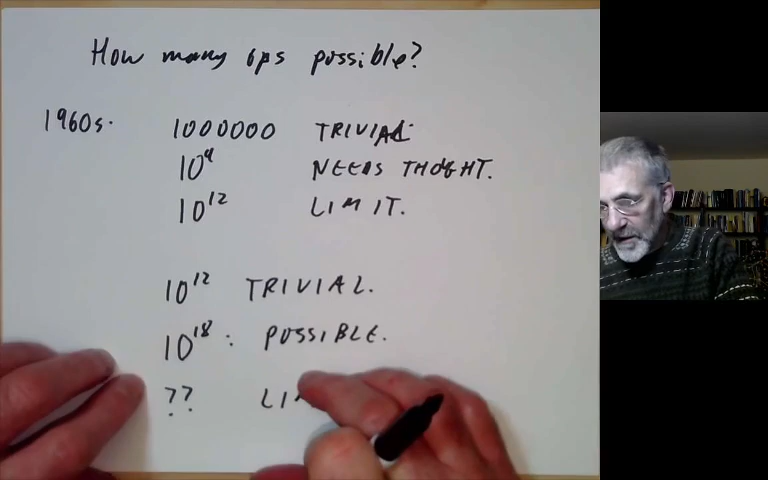 How many ops possible?
1960s. 1000000 TRIVIAL
10⁹ NEEDS THOGHT.
10¹² LIMIT.
10¹² TRIVIAL.
10¹⁸: POSSIBLE.
??